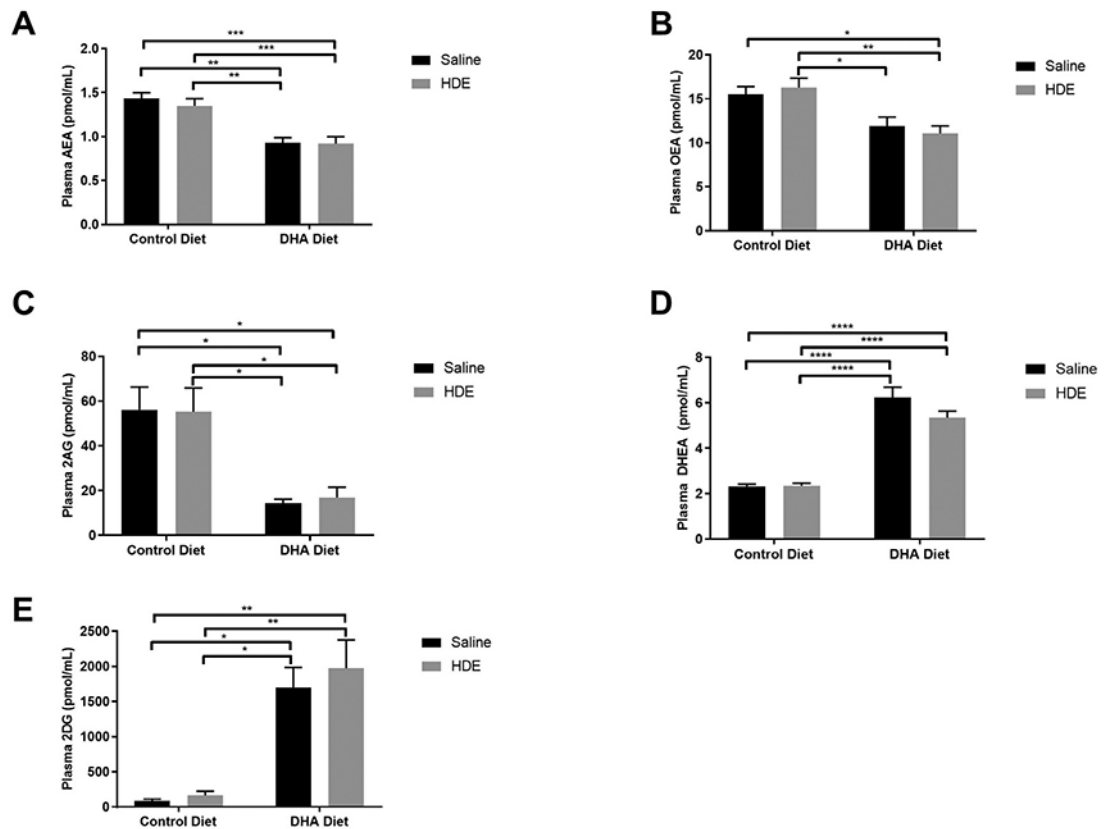 A
***
***
**
**
2.0
1.5
1.0
0.5
0.0
Plasma AEA (pmol/mL)
Control Diet
DHA Diet
Saline
HDE
B
*
**
*
20
15
10
5
0
Plasma OEA (pmol/mL)
Control Diet
DHA Diet
Saline
HDE
C
*
*
*
*
80
60
40
20
0
Plasma 2AG (pmol/mL)
Control Diet
DHA Diet
Saline
HDE
D
****
****
****
****
8
6
4
2
0
Plasma DHEA (pmol/mL)
Control Diet
DHA Diet
Saline
HDE
E
**
**
*
*
2500
2000
1500
1000
500
0
Plasma 2DG (pmol/mL)
Control Diet
DHA Diet
Saline
HDE